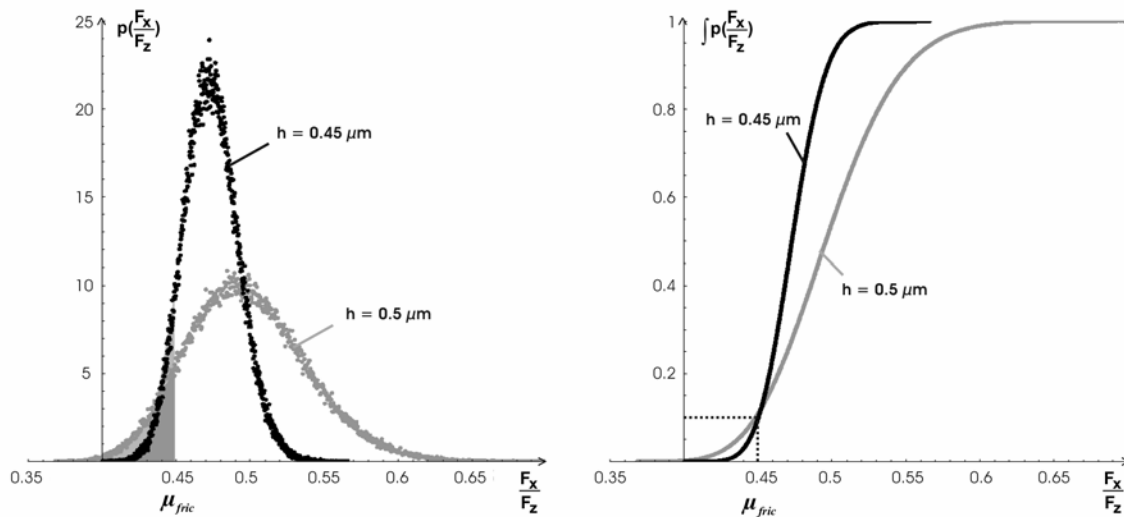 p(Fx/Fz)
25
20
15
10
5
h = 0.45 μm
h = 0.5 μm
0.35 0.45 0.5 0.55 0.6 0.65
μfric
Fx/Fz
∫p(Fx/Fz)
1
0.8
0.6
0.4
0.2
h = 0.45 μm
h = 0.5 μm
0.35 0.4 0.45 0.5 0.55 0.6 0.65
μfric
Fx/Fz